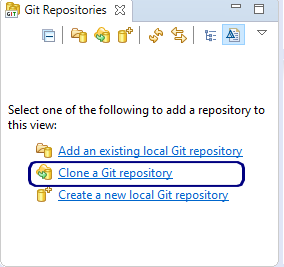 GIT Git Repositories
Select one of the following to add a repository to
this view:
Add an existing local Git repository
Clone a Git repository
Create a new local Git repository